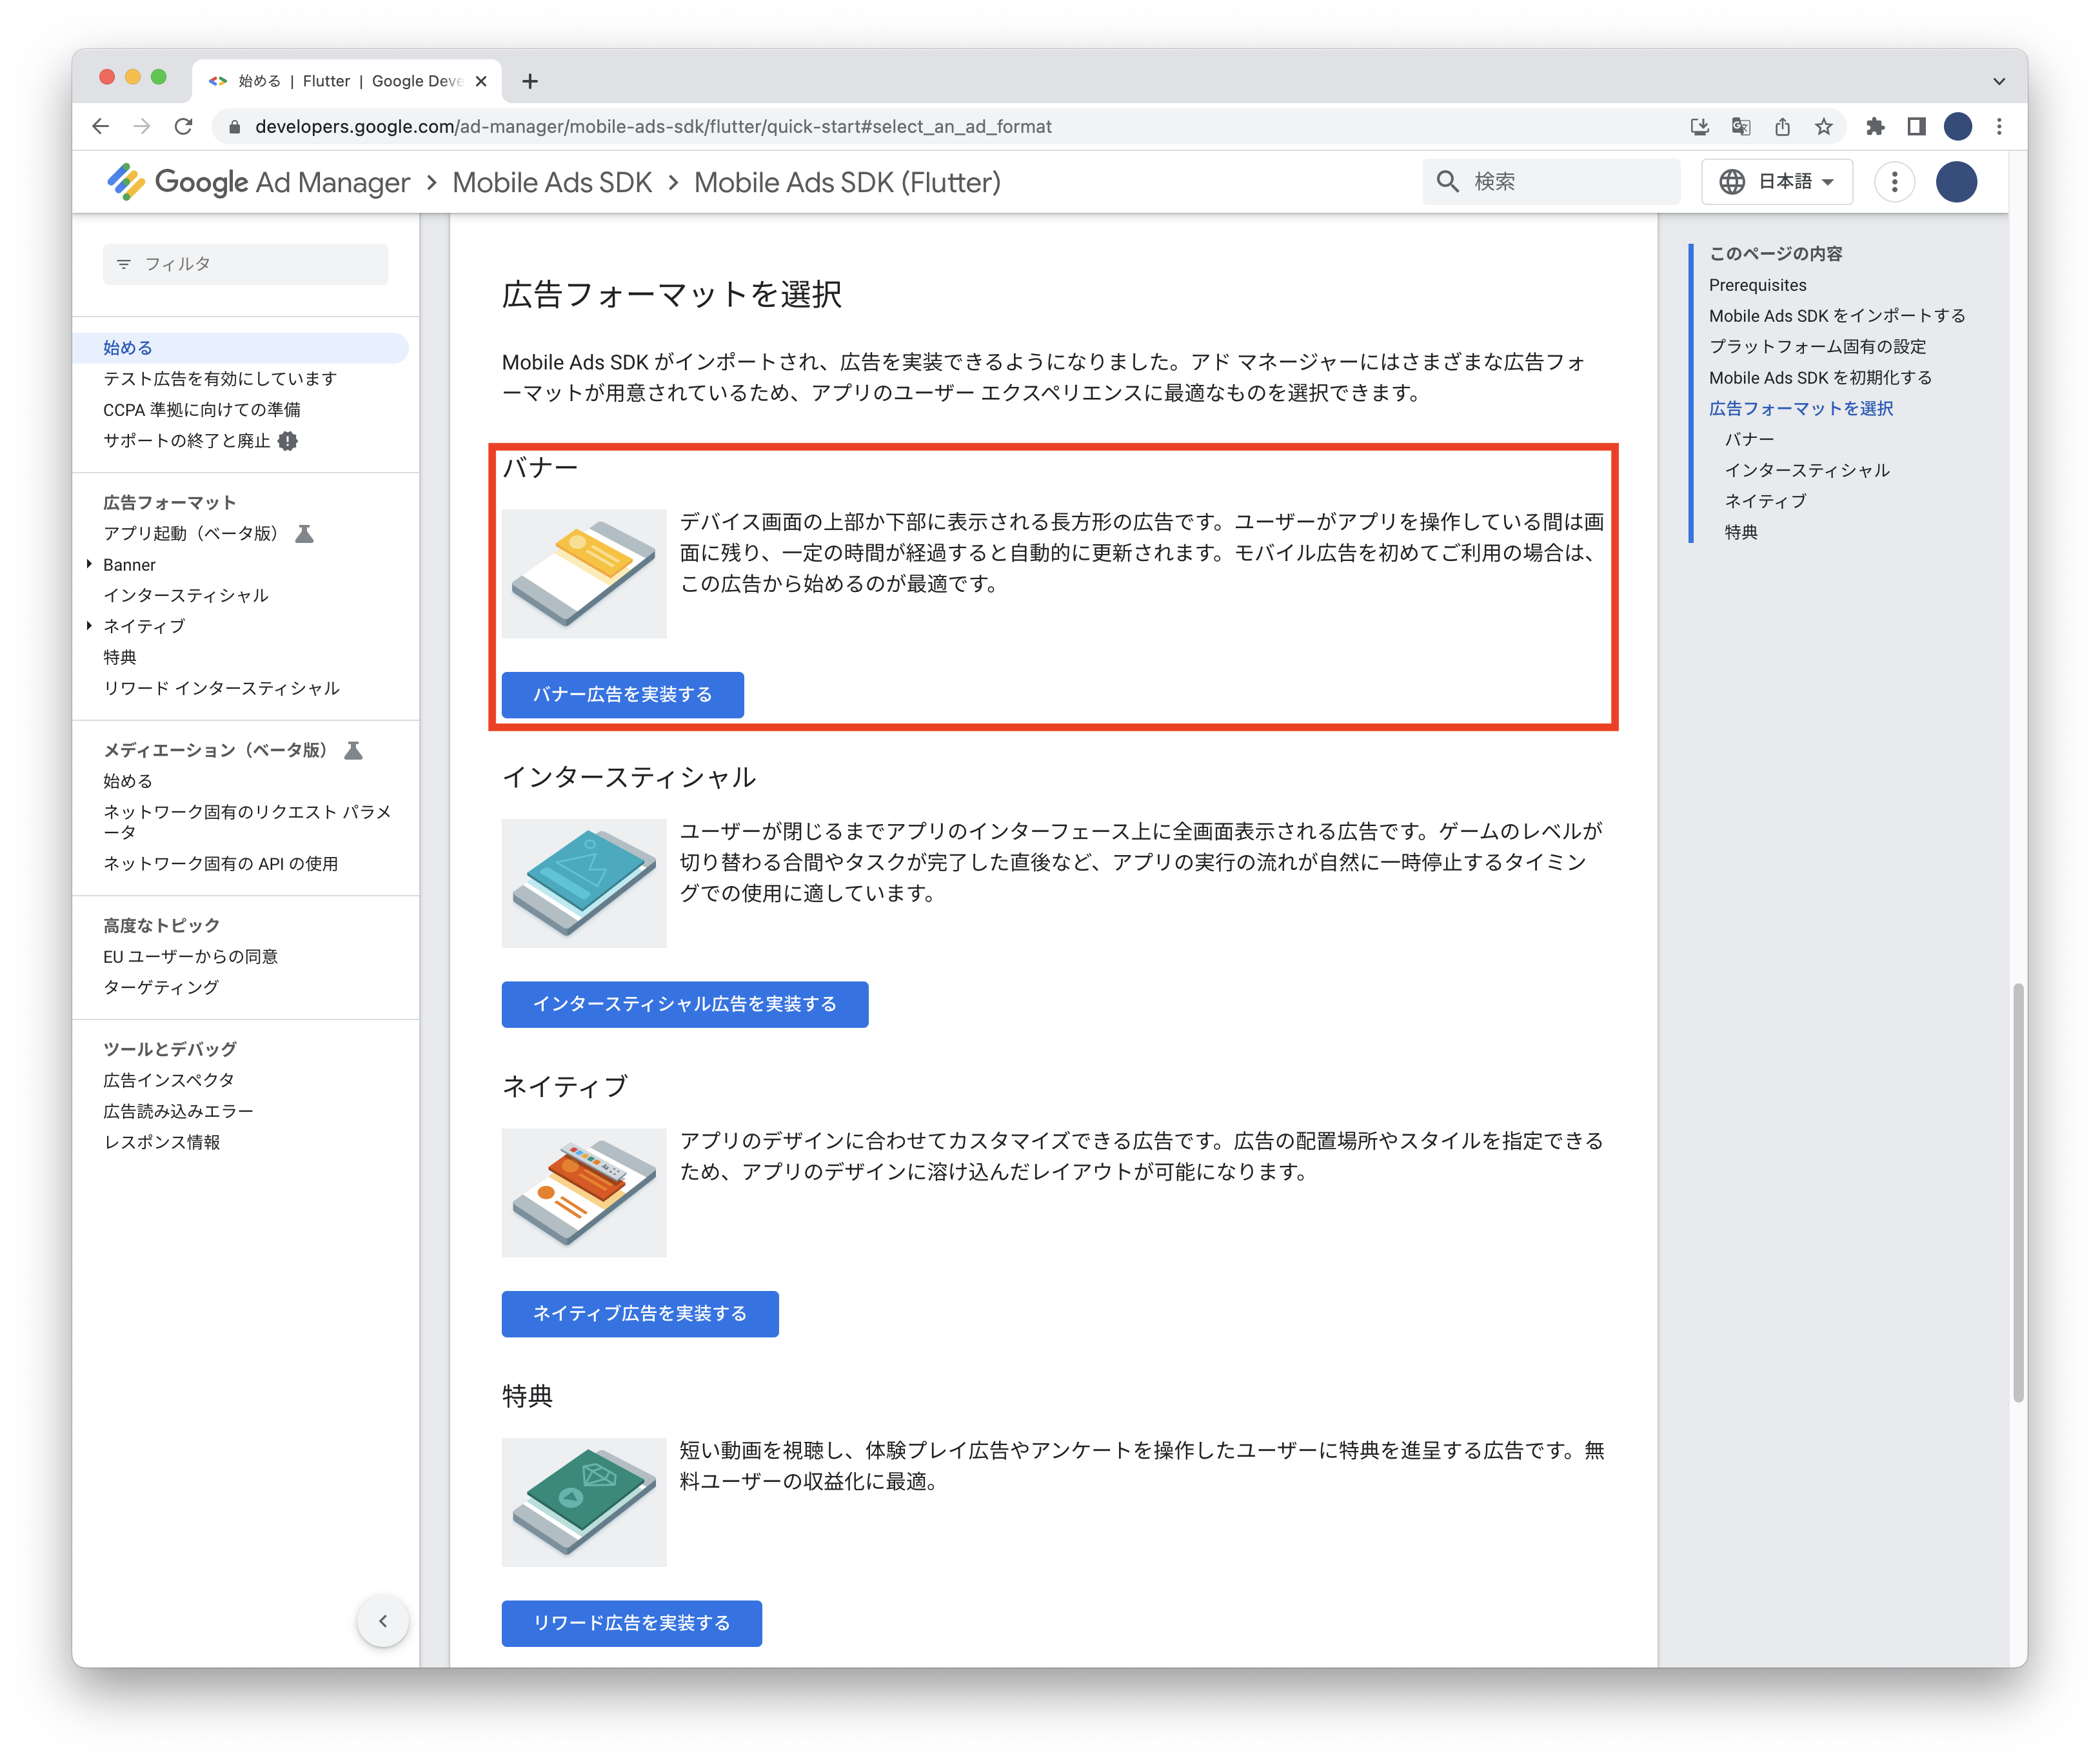 始める | Flutter | Google Deve
developers.google.com/ad-manager/mobile-ads-sdk/flutter/quick-start#select_an_ad_format
Google Ad Manager > Mobile Ads SDK > Mobile Ads SDK (Flutter)
検索
日本語
フィルタ
始める
テスト広告を有効にしています
CCPA 準拠に向けての準備
サポートの終了と廃止
広告フォーマット
アプリ起動（ベータ版）
Banner
インタースティシャル
ネイティブ
特典
リワード インタースティシャル
メディエーション（ベータ版）
始める
ネットワーク固有のリクエスト パラメ
ータ
ネットワーク固有の API の使用
高度なトピック
EU ユーザーからの同意
ターゲティング
ツールとデバッグ
広告インスペクタ
広告読み込みエラー
レスポンス情報
広告フォーマットを選択
Mobile Ads SDK がインポートされ、広告を実装できるようになりました。アド マネージャーにはさまざまな広告フォ
ーマットが用意されているため、アプリのユーザー エクスペリエンスに最適なものを選択できます。
バナー
デバイス画面の上部か下部に表示される長方形の広告です。ユーザーがアプリを操作している間は画
面に残り、一定の時間が経過すると自動的に更新されます。モバイル広告を初めてご利用の場合は、
この広告から始めるのが最適です。
バナー広告を実装する
インタースティシャル
ユーザーが閉じるまでアプリのインターフェース上に全画面表示される広告です。ゲームのレベルが
切り替わる合間やタスクが完了した直後など、アプリの実行の流れが自然に一時停止するタイミン
グでの使用に適しています。
インタースティシャル広告を実装する
ネイティブ
アプリのデザインに合わせてカスタマイズできる広告です。広告の配置場所やスタイルを指定できる
ため、アプリのデザインに溶け込んだレイアウトが可能になります。
ネイティブ広告を実装する
特典
短い動画を視聴し、体験プレイ広告やアンケートを操作したユーザーに特典を進呈する広告です。無
料ユーザーの収益化に最適。
リワード広告を実装する
このページの内容
Prerequisites
Mobile Ads SDK をインポートする
プラットフォーム固有の設定
Mobile Ads SDK を初期化する
広告フォーマットを選択
バナー
インタースティシャル
ネイティブ
特典